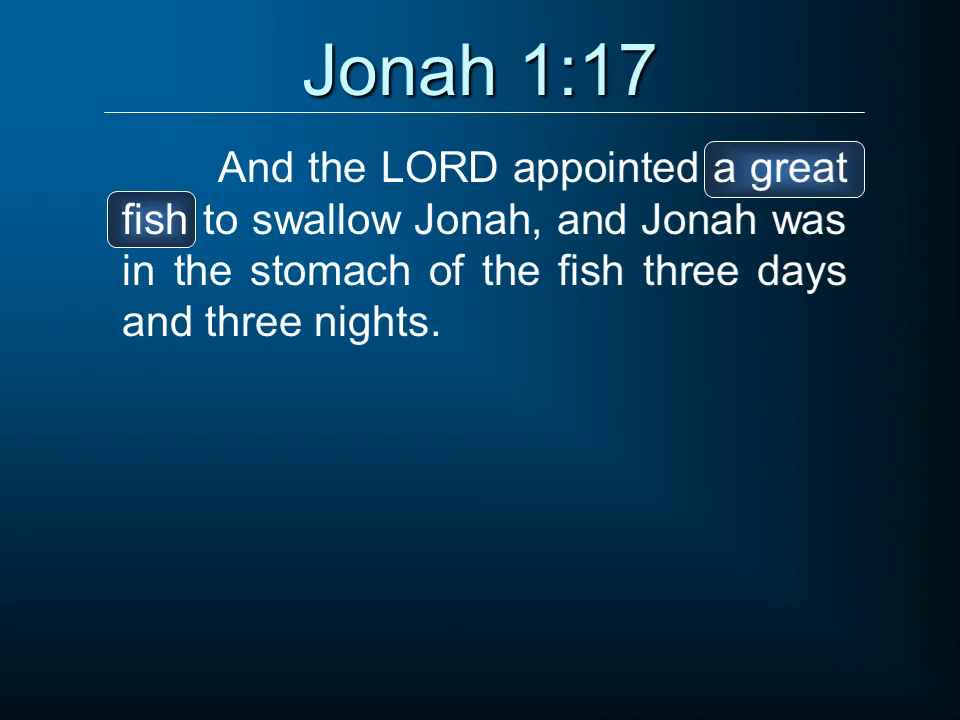 Jonah 1:17
And the LORD appointed a great
fish to swallow Jonah, and Jonah was
in the stomach of the fish three days
and three nights.